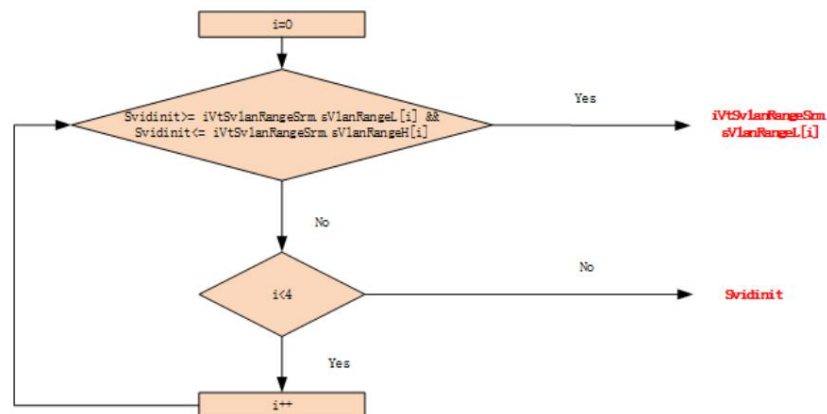 i=0
Svidinit>= iVtSvlanRangeSrm.sVlanRangeL[i] &&
Svidinit<= iVtSvlanRangeSrm.sVlanRangeH[i]
Yes
iVtSvlanRangeSrm.
sVlanRangeL[i]
No
i<4
No
Svidinit
Yes
i++